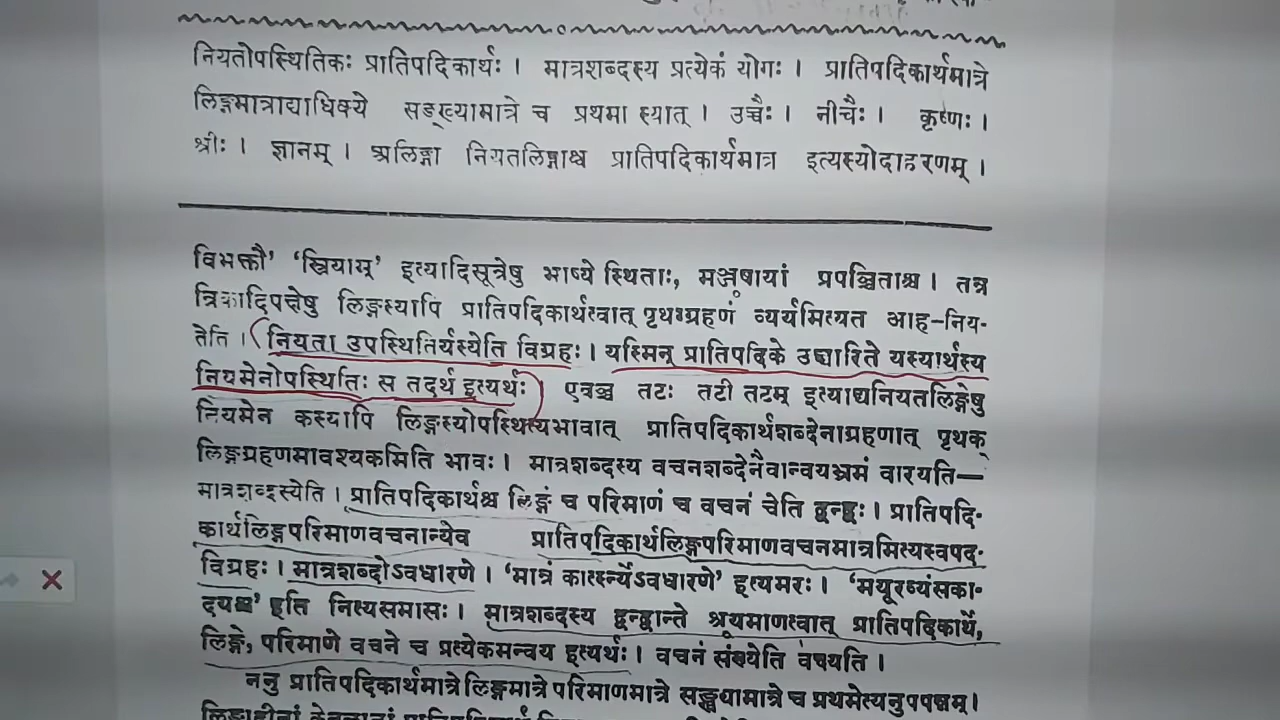 नियतोपस्थितिकः प्रातिपदिकार्थः । मात्रशब्दस्य प्रत्येकं योगः । प्रातिपदिकार्थमात्रे
लिङ्गमात्राद्याधिक्ये सङ्ख्यामात्रे च प्रथमा स्यात् । उच्चैः । नीचैः । कृष्णः ।
श्रीः । ज्ञानम् । अलिङ्गा नियतलिङ्गाश्च प्रातिपदिकार्थमात्र इत्यस्योदाहरणम् ।
विभक्तौ' 'स्त्रियाम्' इत्यादिसूत्रेषु भाष्ये स्थिताः, मञ्जूषायां प्रपञ्चिताश्च । तत्र
त्रिकादिपक्षेषु लिङ्गस्यापि प्रातिपदिकार्थत्वात् पृथग्ग्रहणं व्यर्थमित्यत आह-निय-
तेति । नियता उपस्थितिर्यस्येति विग्रहः । यस्मिन् प्रातिपदिके उच्चारिते यस्यार्थस्य
नियमेनोपस्थितिः स तदर्थ इत्यर्थः एवञ्च तटः तटी तटम् इत्याद्यनियतलिङ्गेषु
नियमेन कस्यापि लिङ्गस्योपस्थित्यभावात् प्रातिपदिकार्थशब्देनाग्रहणात् पृथक्
लिङ्गग्रहणमावश्यकमिति भावः । मात्रशब्दस्य वचनशब्देनैवान्वयभ्रमं वारयति—
मात्रशब्दस्येति । प्रातिपदिकार्थश्च लिङ्गं च परिमाणं च वचनं चेति द्वन्द्वः । प्रातिपदि-
कार्थलिङ्गपरिमाणवचनान्येव प्रातिपदिकार्थलिङ्गपरिमाणवचनमात्रमित्यस्वपद-
विग्रहः । मात्रशब्दोऽवधारणे । 'मात्रं कार्त्स्न्येऽवधारणे' इत्यमरः । 'मयूरव्यंसका-
दयश्च' इति नित्यसमासः । मात्रशब्दस्य द्वन्द्वान्ते श्रूयमाणत्वात् प्रातिपदिकार्थे,
लिङ्गे, परिमाणे वचने च प्रत्येकमन्वय इत्यर्थः । वचनं संख्येति वक्ष्यति ।
ननु प्रातिपदिकार्थमात्रे लिङ्गमात्रे परिमाणमात्रे सङ्ख्यामात्रे च प्रथमेत्यनुपपन्नम् ।